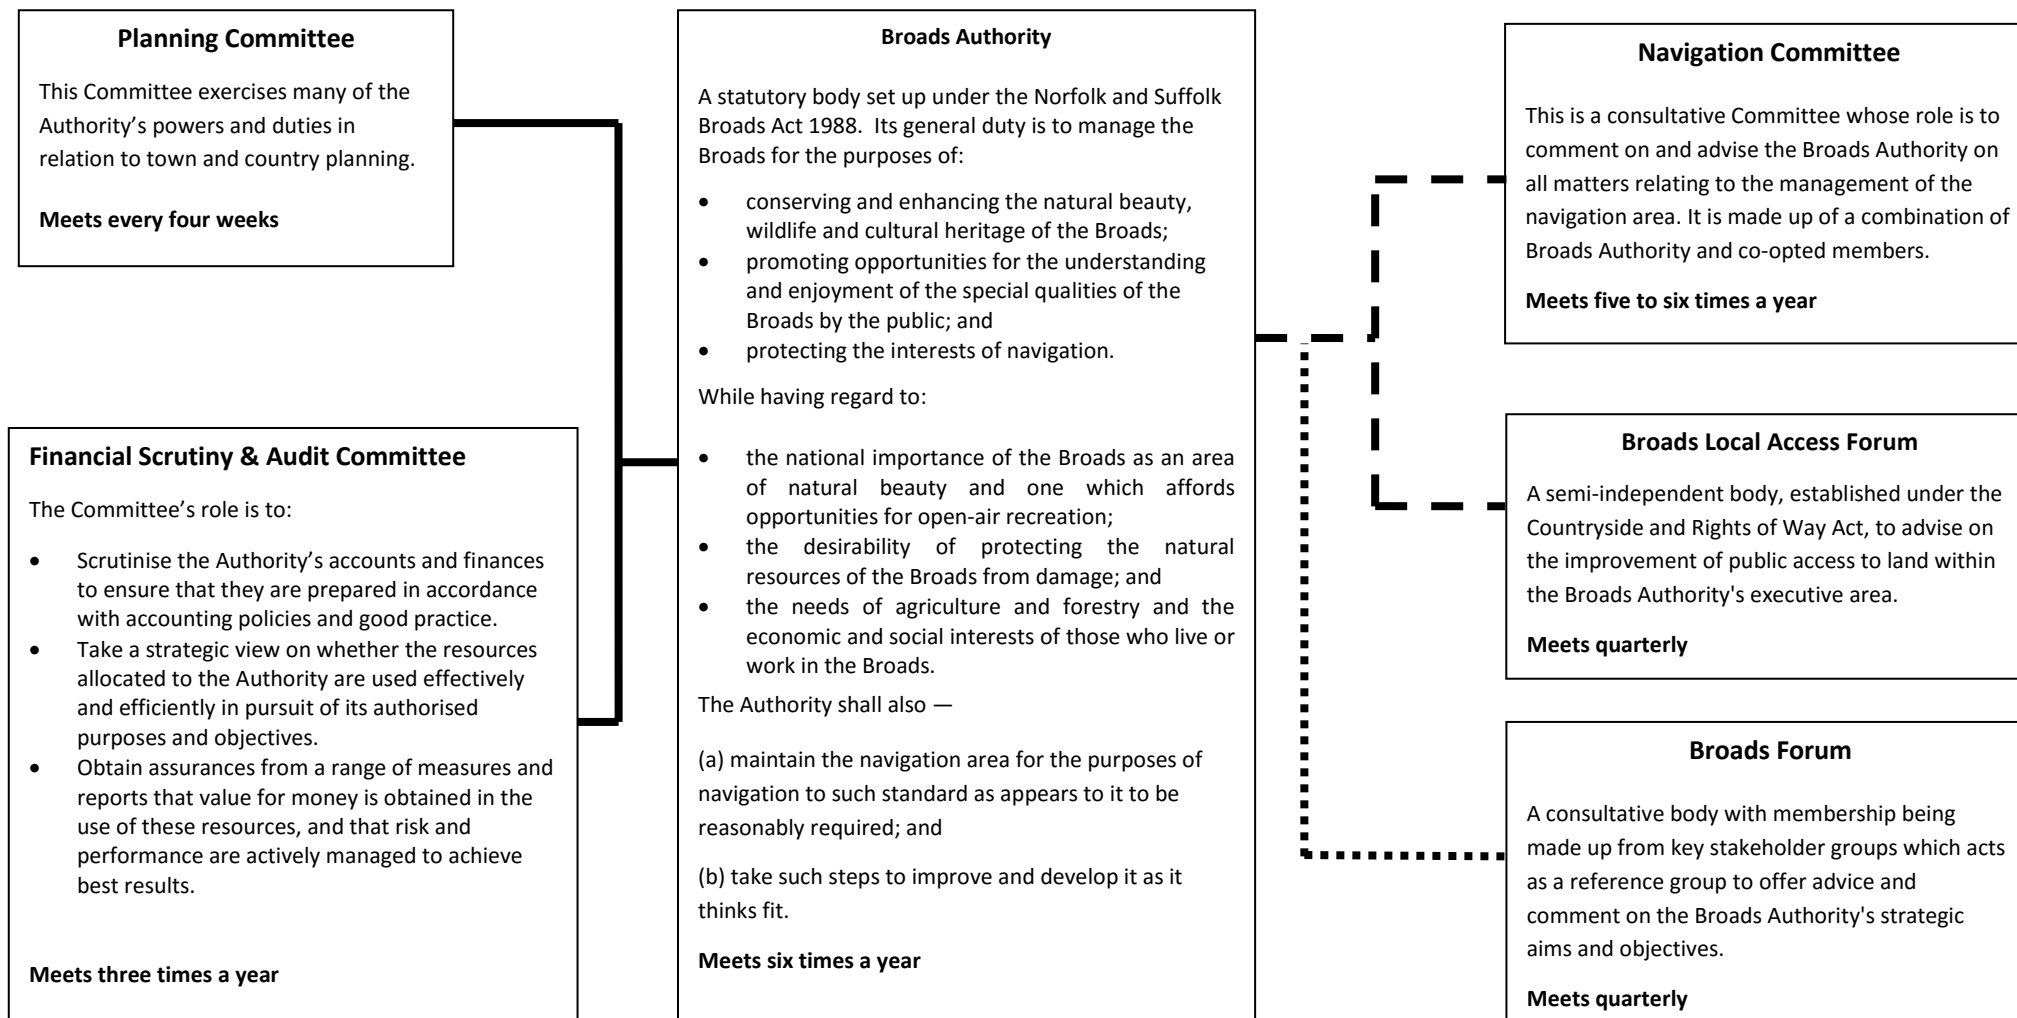 Planning Committee
This Committee exercises many of the
Authority’s powers and duties in
relation to town and country planning.
Meets every four weeks
Financial Scrutiny & Audit Committee
The Committee’s role is to:
• Scrutinise the Authority’s accounts and finances
to ensure that they are prepared in accordance
with accounting policies and good practice.
• Take a strategic view on whether the resources
allocated to the Authority are used effectively
and efficiently in pursuit of its authorised
purposes and objectives.
• Obtain assurances from a range of measures and
reports that value for money is obtained in the
use of these resources, and that risk and
performance are actively managed to achieve
best results.
Meets three times a year
Broads Authority
A statutory body set up under the Norfolk and Suffolk
Broads Act 1988.  Its general duty is to manage the
Broads for the purposes of:
• conserving and enhancing the natural beauty,
wildlife and cultural heritage of the Broads;
• promoting opportunities for the understanding
and enjoyment of the special qualities of the
Broads by the public; and
• protecting the interests of navigation.
While having regard to:
• the national importance of the Broads as an area
of natural beauty and one which affords
opportunities for open-air recreation;
• the desirability of protecting the natural
resources of the Broads from damage; and
• the needs of agriculture and forestry and the
economic and social interests of those who live or
work in the Broads.
The Authority shall also —
(a) maintain the navigation area for the purposes of
navigation to such standard as appears to it to be
reasonably required; and
(b) take such steps to improve and develop it as it
thinks fit.
Meets six times a year
Navigation Committee
This is a consultative Committee whose role is to
comment on and advise the Broads Authority on
all matters relating to the management of the
navigation area. It is made up of a combination of
Broads Authority and co-opted members.
Meets five to six times a year
Broads Local Access Forum
A semi-independent body, established under the
Countryside and Rights of Way Act, to advise on
the improvement of public access to land within
the Broads Authority's executive area.
Meets quarterly
Broads Forum
A consultative body with membership being
made up from key stakeholder groups which acts
as a reference group to offer advice and
comment on the Broads Authority's strategic
aims and objectives.
Meets quarterly